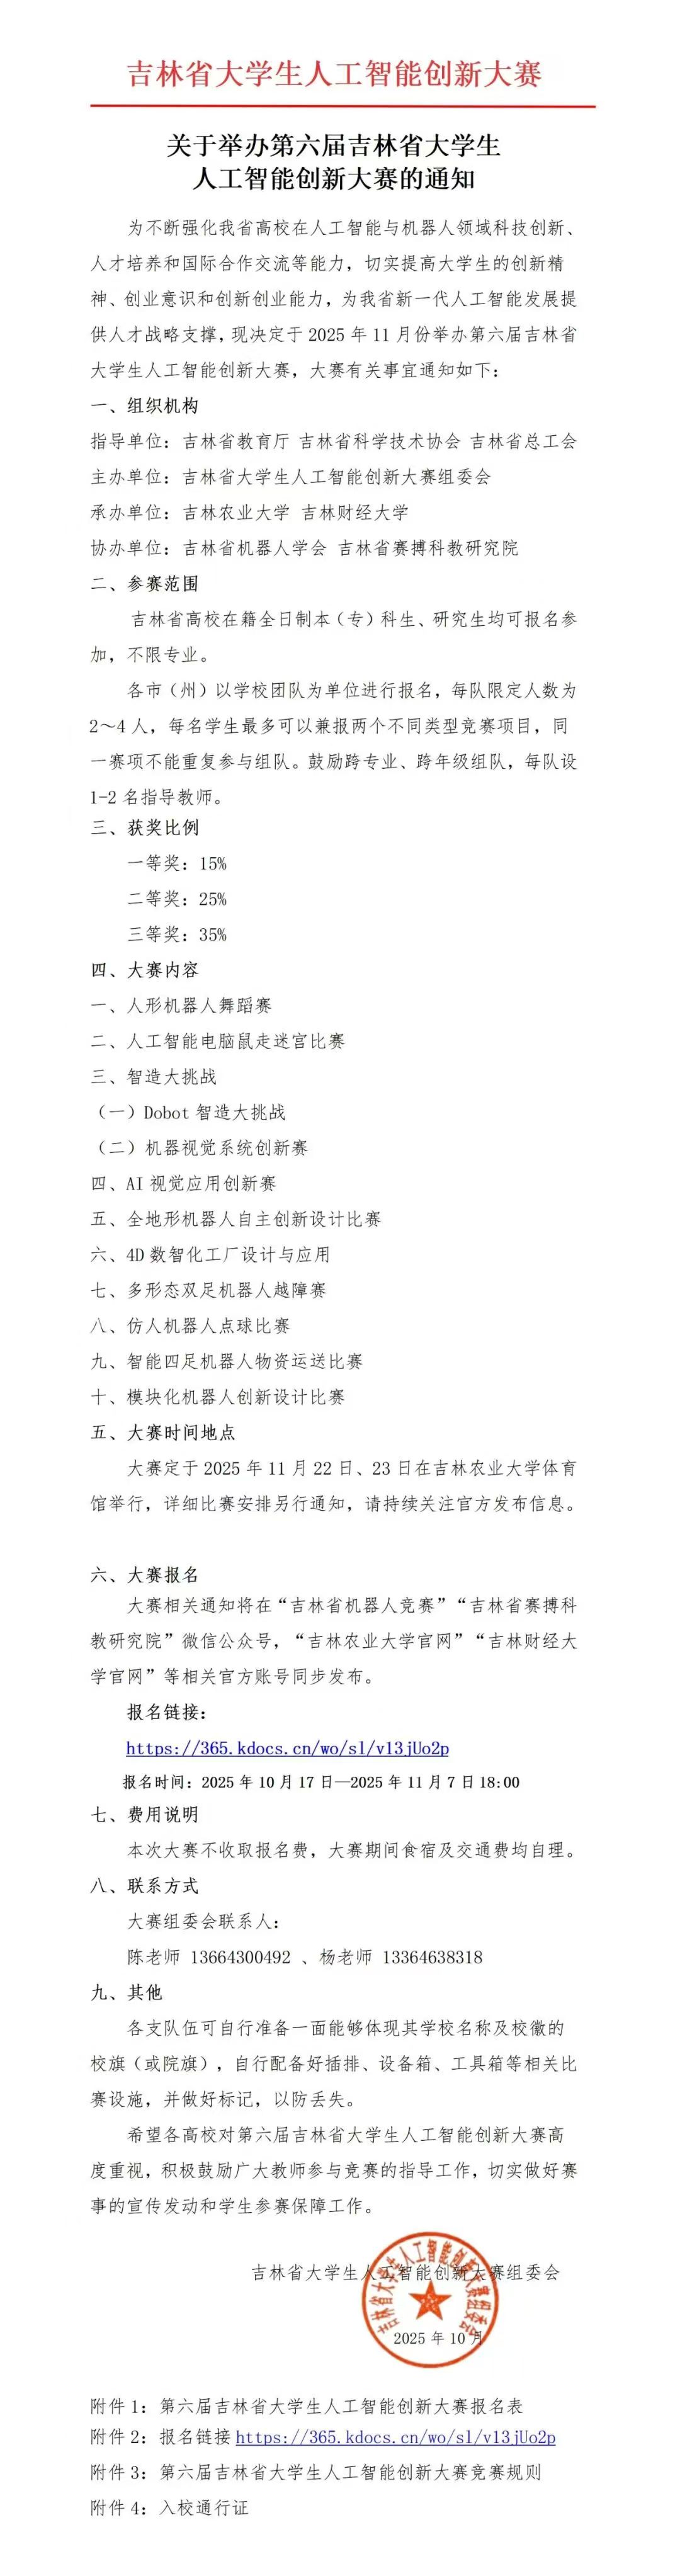 吉林省大学生人工智能创新大赛
关于举办第六届吉林省大学生
人工智能创新大赛的通知
为不断强化我省高校在人工智能与机器人领域科技创新、
人才培养和国际合作交流等能力，切实提高大学生的创新精
神、创业意识和创新创业能力，为我省新一代人工智能发展提
供人才战略支撑，现决定于 2025 年 11 月份举办第六届吉林省
大学生人工智能创新大赛，大赛有关事宜通知如下：
一、组织机构
指导单位：吉林省教育厅 吉林省科学技术协会 吉林省总工会
主办单位：吉林省大学生人工智能创新大赛组委会
承办单位：吉林农业大学 吉林财经大学
协办单位：吉林省机器人学会 吉林省赛搏科教研究院
二、参赛范围
吉林省高校在籍全日制本（专）科生、研究生均可报名参
加，不限专业。
各市（州）以学校团队为单位进行报名，每队限定人数为
2～4 人，每名学生最多可以兼报两个不同类型竞赛项目，同
一赛项不能重复参与组队。鼓励跨专业、跨年级组队，每队设
1-2 名指导教师。
三、获奖比例
一等奖：15%
二等奖：25%
三等奖：35%
四、大赛内容
一、人形机器人舞蹈赛
二、人工智能电脑鼠走迷宫比赛
三、智造大挑战
（一）Dobot 智造大挑战
（二）机器视觉系统创新赛
四、AI 视觉应用创新赛
五、全地形机器人自主创新设计比赛
六、4D 数智化工厂设计与应用
七、多形态双足机器人越障赛
八、仿人机器人点球比赛
九、智能四足机器人物资运送比赛
十、模块化机器人创新设计比赛
五、大赛时间地点
大赛定于 2025 年 11 月 22 日、23 日在吉林农业大学体育
馆举行，详细比赛安排另行通知，请持续关注官方发布信息。
六、大赛报名
大赛相关通知将在“吉林省机器人竞赛”“吉林省赛搏科
教研究院”微信公众号，“吉林农业大学官网”“吉林财经大
学官网”等相关官方账号同步发布。
报名链接：
https://365.kdocs.cn/wo/sl/v13jUo2p
报名时间：2025 年 10 月 17 日—2025 年 11 月 7 日 18:00
七、费用说明
本次大赛不收取报名费，大赛期间食宿及交通费均自理。
八、联系方式
大赛组委会联系人：
陈老师 13664300492 、杨老师 13364638318
九、其他
各支队伍可自行准备一面能够体现其学校名称及校徽的
校旗（或院旗），自行配备好插排、设备箱、工具箱等相关比
赛设施，并做好标记，以防丢失。
希望各高校对第六届吉林省大学生人工智能创新大赛高
度重视，积极鼓励广大教师参与竞赛的指导工作，切实做好赛
事的宣传发动和学生参赛保障工作。
吉林省大学生人工智能创新大赛组委会
吉林省大学生人工智能创新大赛组委会
2025 年 10 月
附件 1：第六届吉林省大学生人工智能创新大赛报名表
附件 2：报名链接 https://365.kdocs.cn/wo/sl/v13jUo2p
附件 3：第六届吉林省大学生人工智能创新大赛竞赛规则
附件 4：入校通行证